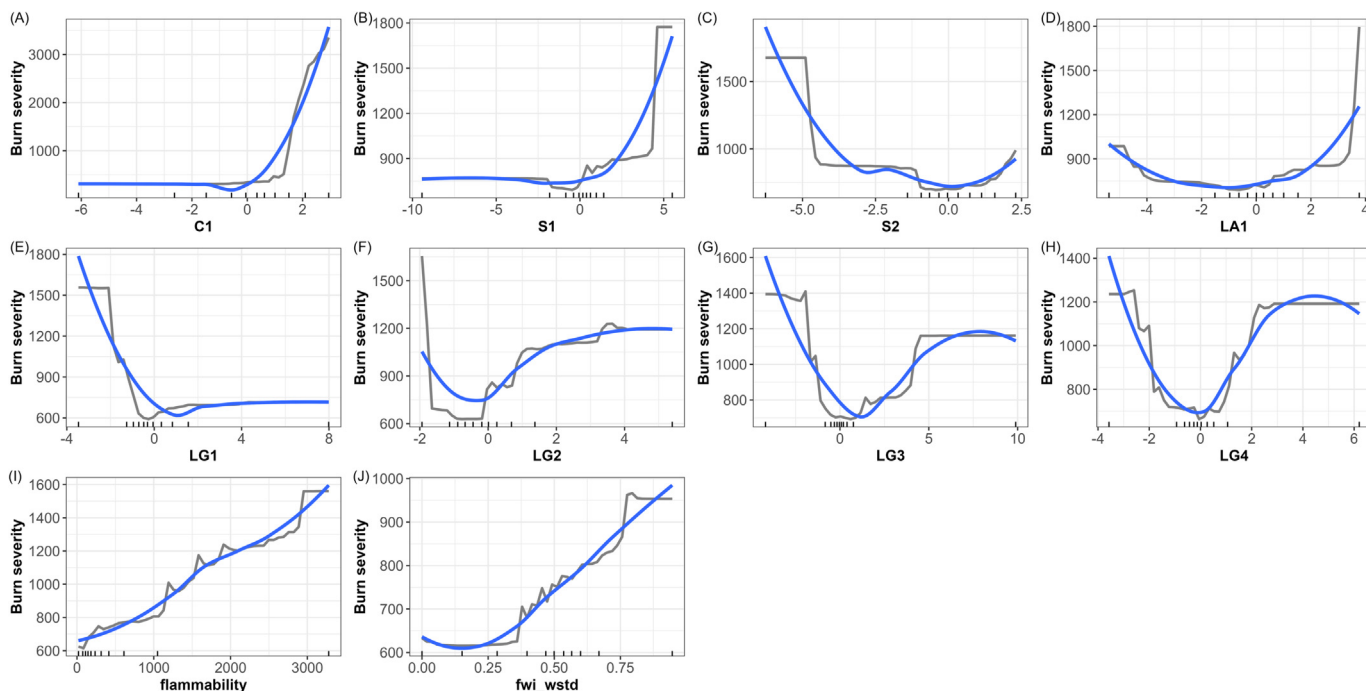 (A) (B) (C) (D)
Burn severity Burn severity Burn severity Burn severity
3000 1800 1500 1800
2000 1500 1000 1500
1000 1200 1200
900 900
-6 -4 -2 0 2 -10 -5 0 5 -5.0 -2.5 0.0 2.5 -4 -2 0 2 4
C1 S1 S2 LA1
(E) (F) (G) (H)
Burn severity Burn severity Burn severity Burn severity
1800 1500 1600 1400
1500 1200 1400 1200
1200 900 1200 1000
900 600 1000 800
600 800
-4 0 4 8 -2 0 2 4 0 5 10 -4 -2 0 2 4 6
LG1 LG2 LG3 LG4
(I) (J)
Burn severity Burn severity
1600 1000
1400 900
1200 800
1000 700
800 600
600
0 1000 2000 3000 0.00 0.25 0.50 0.75
flammability fwi_wstd